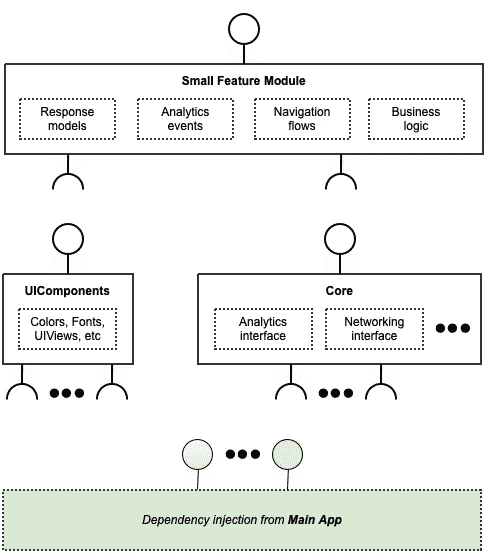 Small Feature Module
Response
models
Analytics
events
Navigation
flows
Business
logic
UIComponents
Colors, Fonts,
UIViews, etc
Core
Analytics
interface
Networking
interface
Dependency injection from Main App